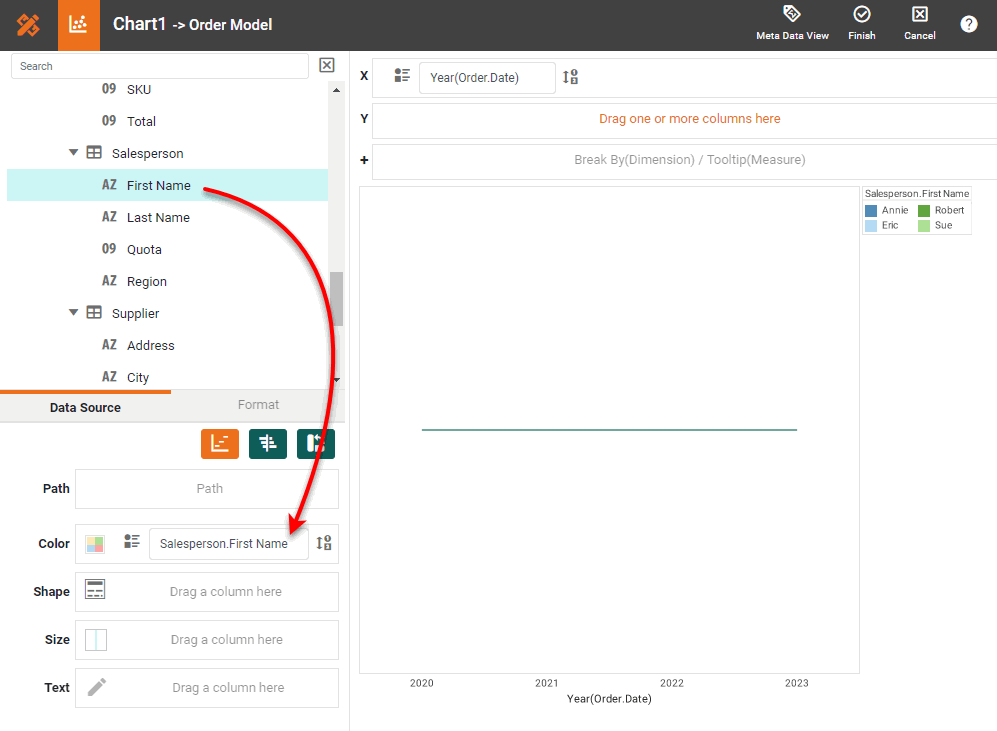 Chart1 -> Order Model
Meta Data View
Finish
Cancel
?
Search
09 SKU
09 Total
Salesperson
AZ First Name
AZ Last Name
09 Quota
AZ Region
Supplier
AZ Address
AZ City
Data Source
Format
Path
Path
Color
Salesperson.First Name
Shape
Drag a column here
Size
Drag a column here
Text
Drag a column here
X
Year(Order.Date)
Y
Drag one or more columns here
+
Break By(Dimension) / Tooltip(Measure)
Salesperson.First Name
Annie
Robert
Eric
Sue
2020
2021
2022
2023
Year(Order.Date)